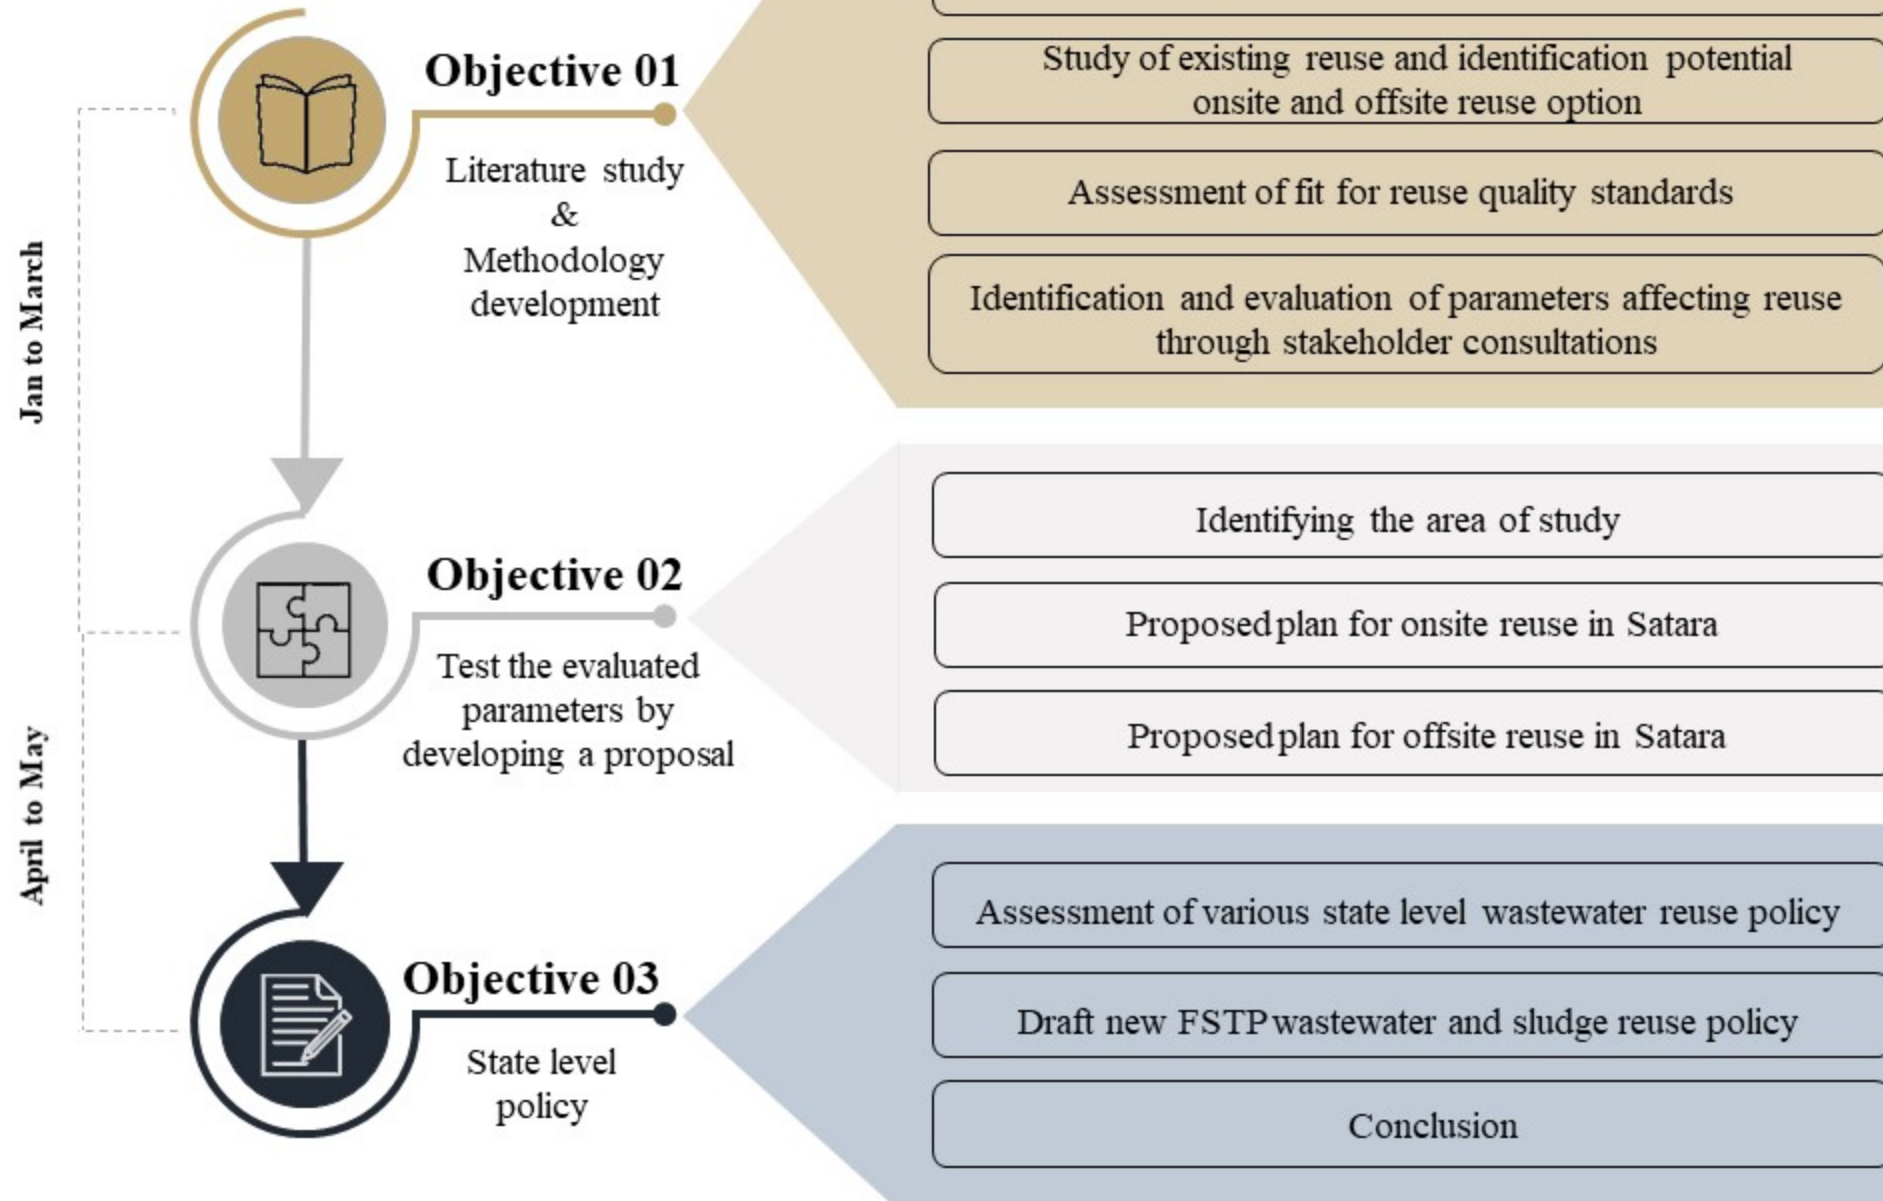 Jan to March
Objective 01
Literature study
&
Methodology
development
Study of existing reuse and identification potential
onsite and offsite reuse option
Assessment of fit for reuse quality standards
Identification and evaluation of parameters affecting reuse
through stakeholder consultations
Objective 02
Test the evaluated
parameters by
developing a proposal
Identifying the area of study
Proposed plan for onsite reuse in Satara
Proposed plan for offsite reuse in Satara
April to May
Objective 03
State level
policy
Assessment of various state level wastewater reuse policy
Draft new FSTP wastewater and sludge reuse policy
Conclusion